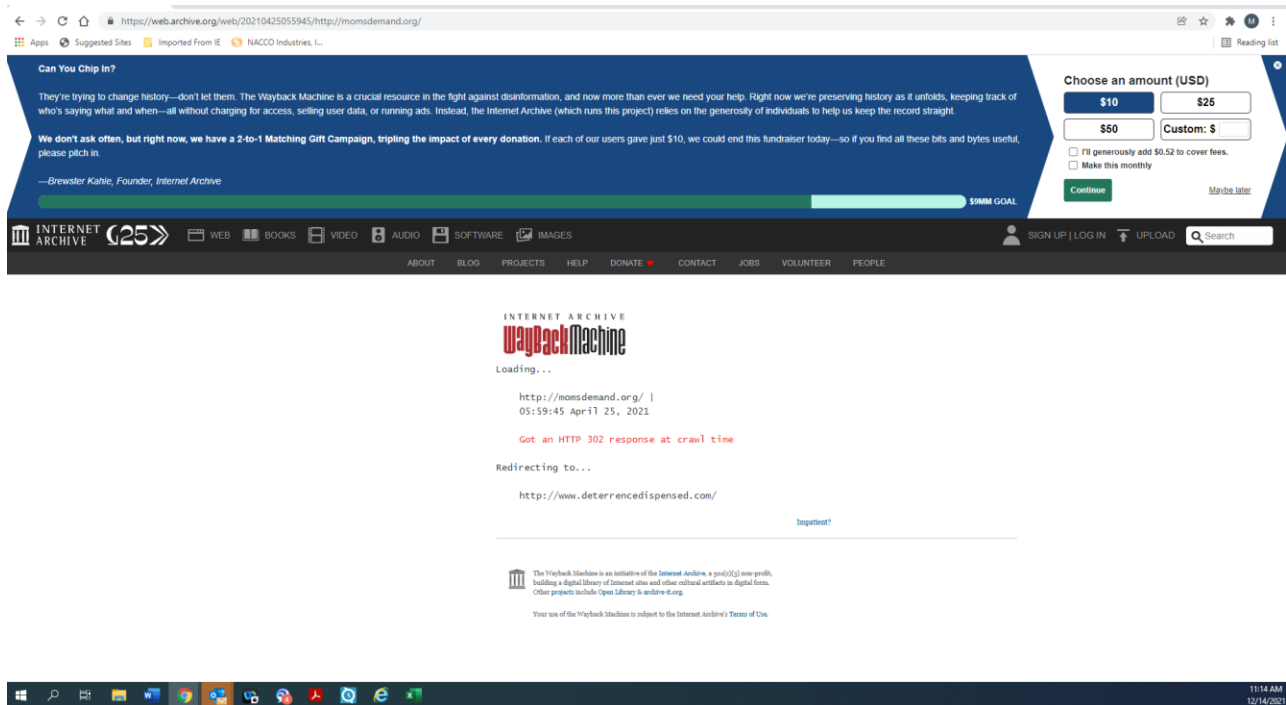 https://web.archive.org/web/20210425055945/http://momsdemand.org/
M
Apps Suggested Sites Imported From IE NACCO Industries, I... Reading list
Can You Chip In?
They're trying to change history—don't let them. The Wayback Machine is a crucial resource in the fight against disinformation, and now more than ever we need your help. Right now we're preserving history as it unfolds, keeping track of
who's saying what and when—all without charging for access, selling user data, or running ads. Instead, the Internet Archive (which runs this project) relies on the generosity of individuals to help us keep the record straight.
We don't ask often, but right now, we have a 2-to-1 Matching Gift Campaign, tripling the impact of every donation. If each of our users gave just $10, we could end this fundraiser today—so if you find all these bits and bytes useful,
please pitch in.
—Brewster Kahle, Founder, Internet Archive
$9MM GOAL
Choose an amount (USD)
$10 $25
$50 Custom: $
I'll generously add $0.52 to cover fees.
Make this monthly
Continue Maybe later
INTERNET
ARCHIVE
25 WEB BOOKS VIDEO AUDIO SOFTWARE IMAGES SIGN UP | LOG IN UPLOAD Search
ABOUT BLOG PROJECTS HELP DONATE CONTACT JOBS VOLUNTEER PEOPLE
INTERNET ARCHIVE
WayBackMachine
Loading...
http://momsdemand.org/ |
05:59:45 April 25, 2021
Got an HTTP 302 response at crawl time
Redirecting to...
http://www.deterrencedispensed.com/
Impatient?
The Wayback Machine is an initiative of the Internet Archive, a 501(c)(3) non-profit,
building a digital library of Internet sites and other cultural artifacts in digital form.
Other projects include Open Library & archive-it.org.
Your use of the Wayback Machine is subject to the Internet Archive's Terms of Use.
11:14 AM
12/14/2021